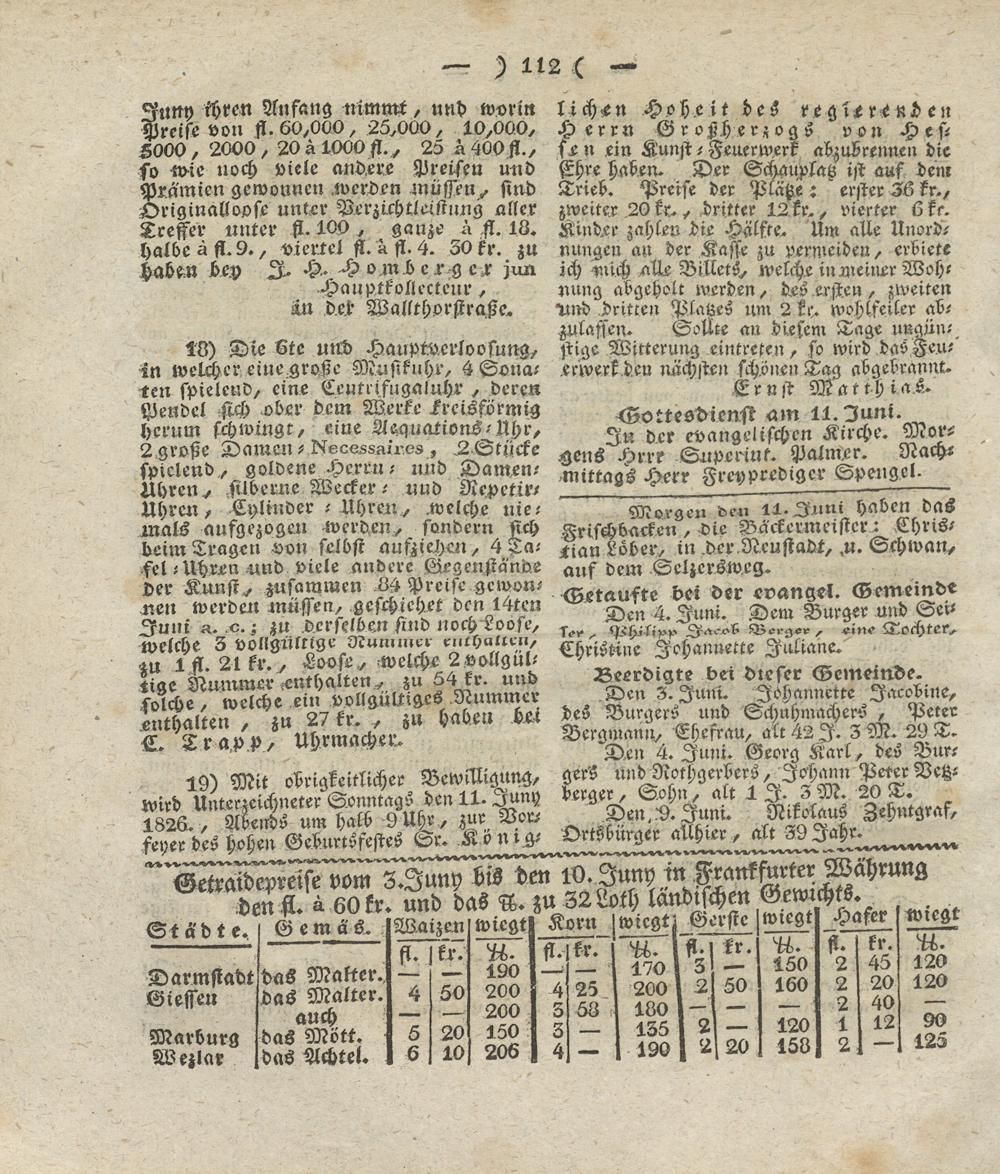 — ) 112 ( —
Juny ihren Anfang nimmt, und worin
Preise von fl. 60,000, 25,000, 10,000,
5000, 2000, 20 à 1000 fl., 25 à 400 fl.,
so wie noch viele andere Preisen und
Prämien gewonnen werden müssen, sind
Originalloose unter Verzichtleistung aller
Treffer unter fl. 100, ganze à fl. 18.
halbe à fl. 9., viertel fl. à fl. 4. 30 kr. zu
haben bey J. H. Homberger jun
Hauptkollecteur,
in der Wallthorstraße.
18) Die 6te und Hauptverloosung,
in welcher eine große Musikuhr, 4 Sona-
ten spielend, eine Centrifugaluhr, deren
Pendel sich ober dem Werke kreisförmig
herum schwingt, eine Aequations-Uhr,
2 große Damen-Necessaires, 2 Stücke
spielend, goldene Herrn- und Damen-
Uhren, silberne Wecker- und Repetir-
Uhren, Cylinder-Uhren, welche nie-
mals aufgezogen werden, sondern sich
beim Tragen von selbst aufziehen, 4 Ta-
fel-Uhren und viele andere Gegenstände
der Kunst, zusammen 84 Preise gewon-
nen werden müssen, geschiehet den 14ten
Juni a. c.; zu derselben sind noch Loose,
welche 3 vollgültige Nummer enthalten,
zu 1 fl. 21 kr., Loose, welche 2 vollgül-
tige Nummer enthalten, zu 54 kr. und
solche, welche ein vollgültiges Nummer
enthalten, zu 27 kr., zu haben bei
C. Trapp, Uhrmacher.
19) Mit obrigkeitlicher Bewilligung,
wird Unterzeichneter Sonntags den 11. Juny
1826., Abends um halb 9 Uhr, zur Vor-
feyer des hohen Geburtsfestes Sr. König-
lichen Hoheit des regierenden
Herrn Großherzogs von Hes-
sen ein Kunst-Feuerwerk abzubrennen die
Ehre haben. Der Schauplatz ist auf dem
Trieb. Preise der Plätze: erster 36 kr.,
zweiter 20 kr., dritter 12 kr., vierter 6 kr.
Kinder zahlen die Hälfte. Um alle Unord-
nungen an der Kasse zu vermeiden, erbiete
ich mich alle Billets, welche in meiner Woh-
nung abgeholt werden, des ersten, zweiten
und dritten Platzes um 2 kr. wohlfeiler ab-
zulassen. Sollte an diesem Tage ungün-
stige Witterung eintreten, so wird das Feu-
erwerk den nächsten schönen Tag abgebrannt.
Ernst Matthias.
Gottesdienst am 11. Juni.
In der evangelischen Kirche. Mor-
gens Hrr Superint. Palmer. Nach-
mittags Herr Freyprediger Spengel.
Morgen den 11. Juni haben das
Frischbacken, die Bäckermeister: Chris-
tian Löber, in der Neustadt, u. Schwan,
auf dem Selzersweg.
Getaufte bei der evangel. Gemeinde
Den 4. Juni. Dem Burger und Sei-
ler, Philipp Jacob Berger, eine Tochter,
Christine Johannette Juliane.
Beerdigte bei dieser Gemeinde.
Den 3. Juni. Johannette Jacobine,
des Burgers und Schuhmachers, Peter
Bergmann, Ehefrau, alt 42 J. 3 M. 29 T.
Den 4. Juni. Georg Karl, des Bur-
gers und Rothgerbers, Johann Peter Vetz-
berger, Sohn, alt 1 J. 3 M. 20 T.
Den 9. Juni. Nikolaus Zehntgraf,
Ortsbürger allhier, alt 39 Jahr.
Getraidepreise vom 3. Juny bis den 10. Juny in Frankfurter Währung
den fl. à 60 kr. und das ℔. zu 32 Loth ländischen Gewichts.
Städte. Gemäs. Waizen wiegt Korn wiegt Gerste wiegt Hafer wiegt
fl. kr. ℔. fl. kr. ℔. fl. kr. ℔. fl. kr. ℔.
Darmstadt das Malter. — — 190 — — 170 3 — 150 2 45 120
Giessen das Malter. 4 50 200 4 25 200 2 50 160 2 20 120
auch — — 200 3 58 180 — — — 2 40 —
Marburg das Mött. 5 20 150 3 — 135 2 — 120 1 12 90
Wezlar das Achtel. 6 10 206 4 — 190 2 20 158 2 — 125